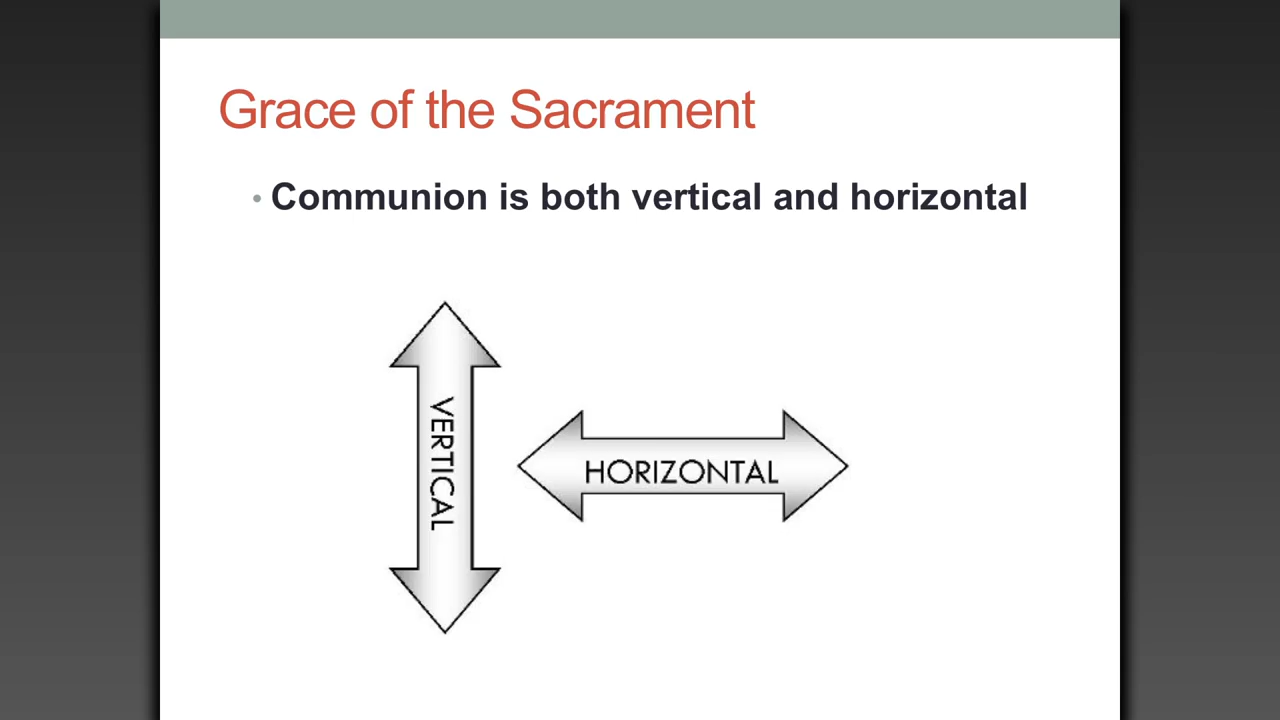 Grace of the Sacrament
• Communion is both vertical and horizontal
VERTICAL
HORIZONTAL